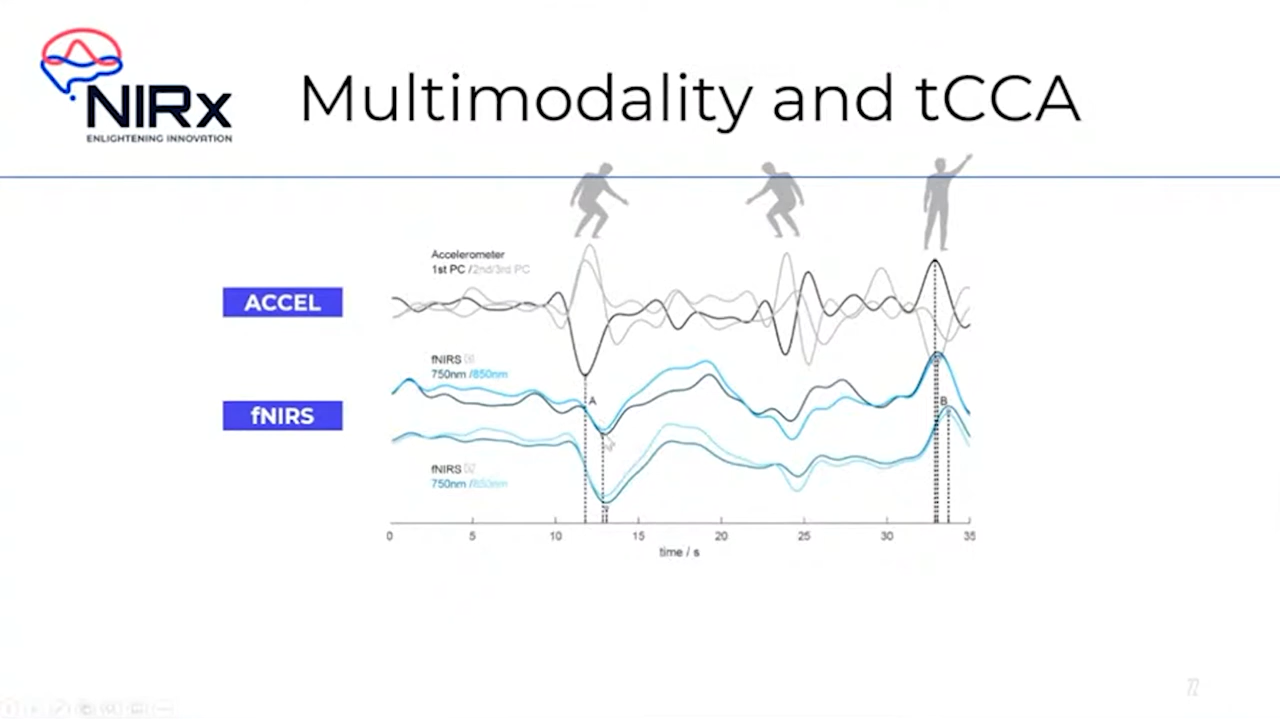 NIRx
ENLIGHTENING INNOVATION
Multimodality and tCCA
Accelerometer
1st PC /2nd/3rd PC
ACCEL
fNIRS
750nm /850nm
A
B
fNIRS
fNIRS
750nm /850nm
0 5 10 15 20 25 30 35
time / s